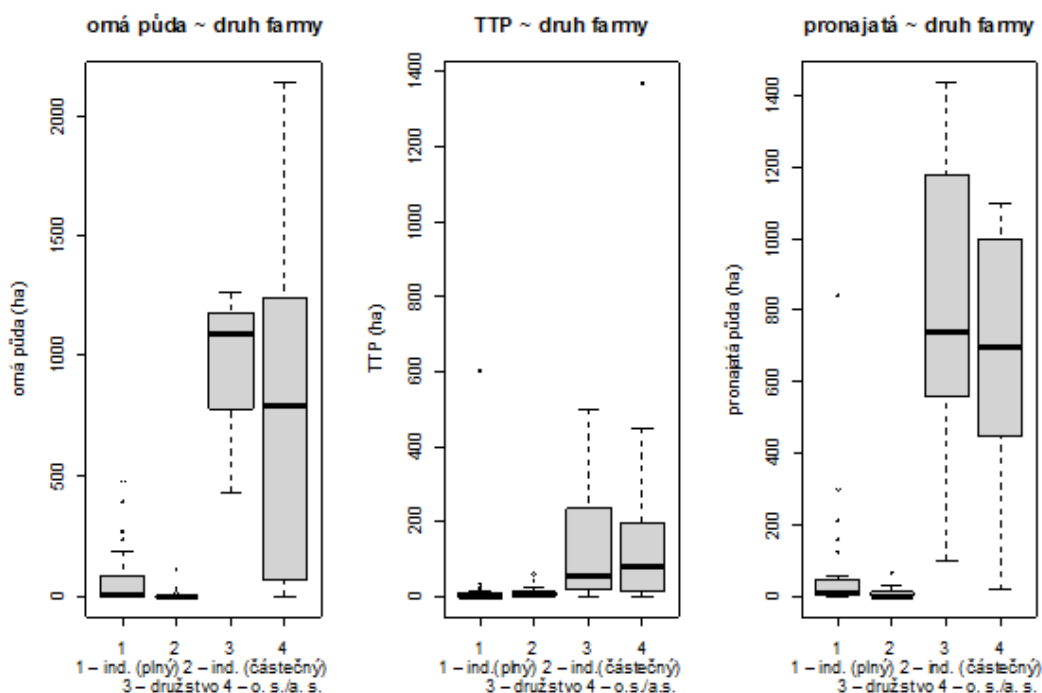 orná půda ~ druh farmy
orná půda (ha)
2000
1500
1000
500
0
1 2 3 4
1 – ind. (plný) 2 – ind. (částečný)
3 – družstvo 4 – o. s./a. s.
TTP ~ druh farmy
TTP (ha)
1400
1200
1000
800
600
400
200
0
1 2 3 4
1 – ind.(plný) 2 – ind.(částečný)
3 – družstvo 4 – o. s./a. s.
pronajatá ~ druh farmy
pronajatá půda (ha)
1400
1200
1000
800
600
400
200
0
1 2 3 4
1 – ind. (plný) 2 – ind. (částečný)
3 – družstvo 4 – o. s./a. s.